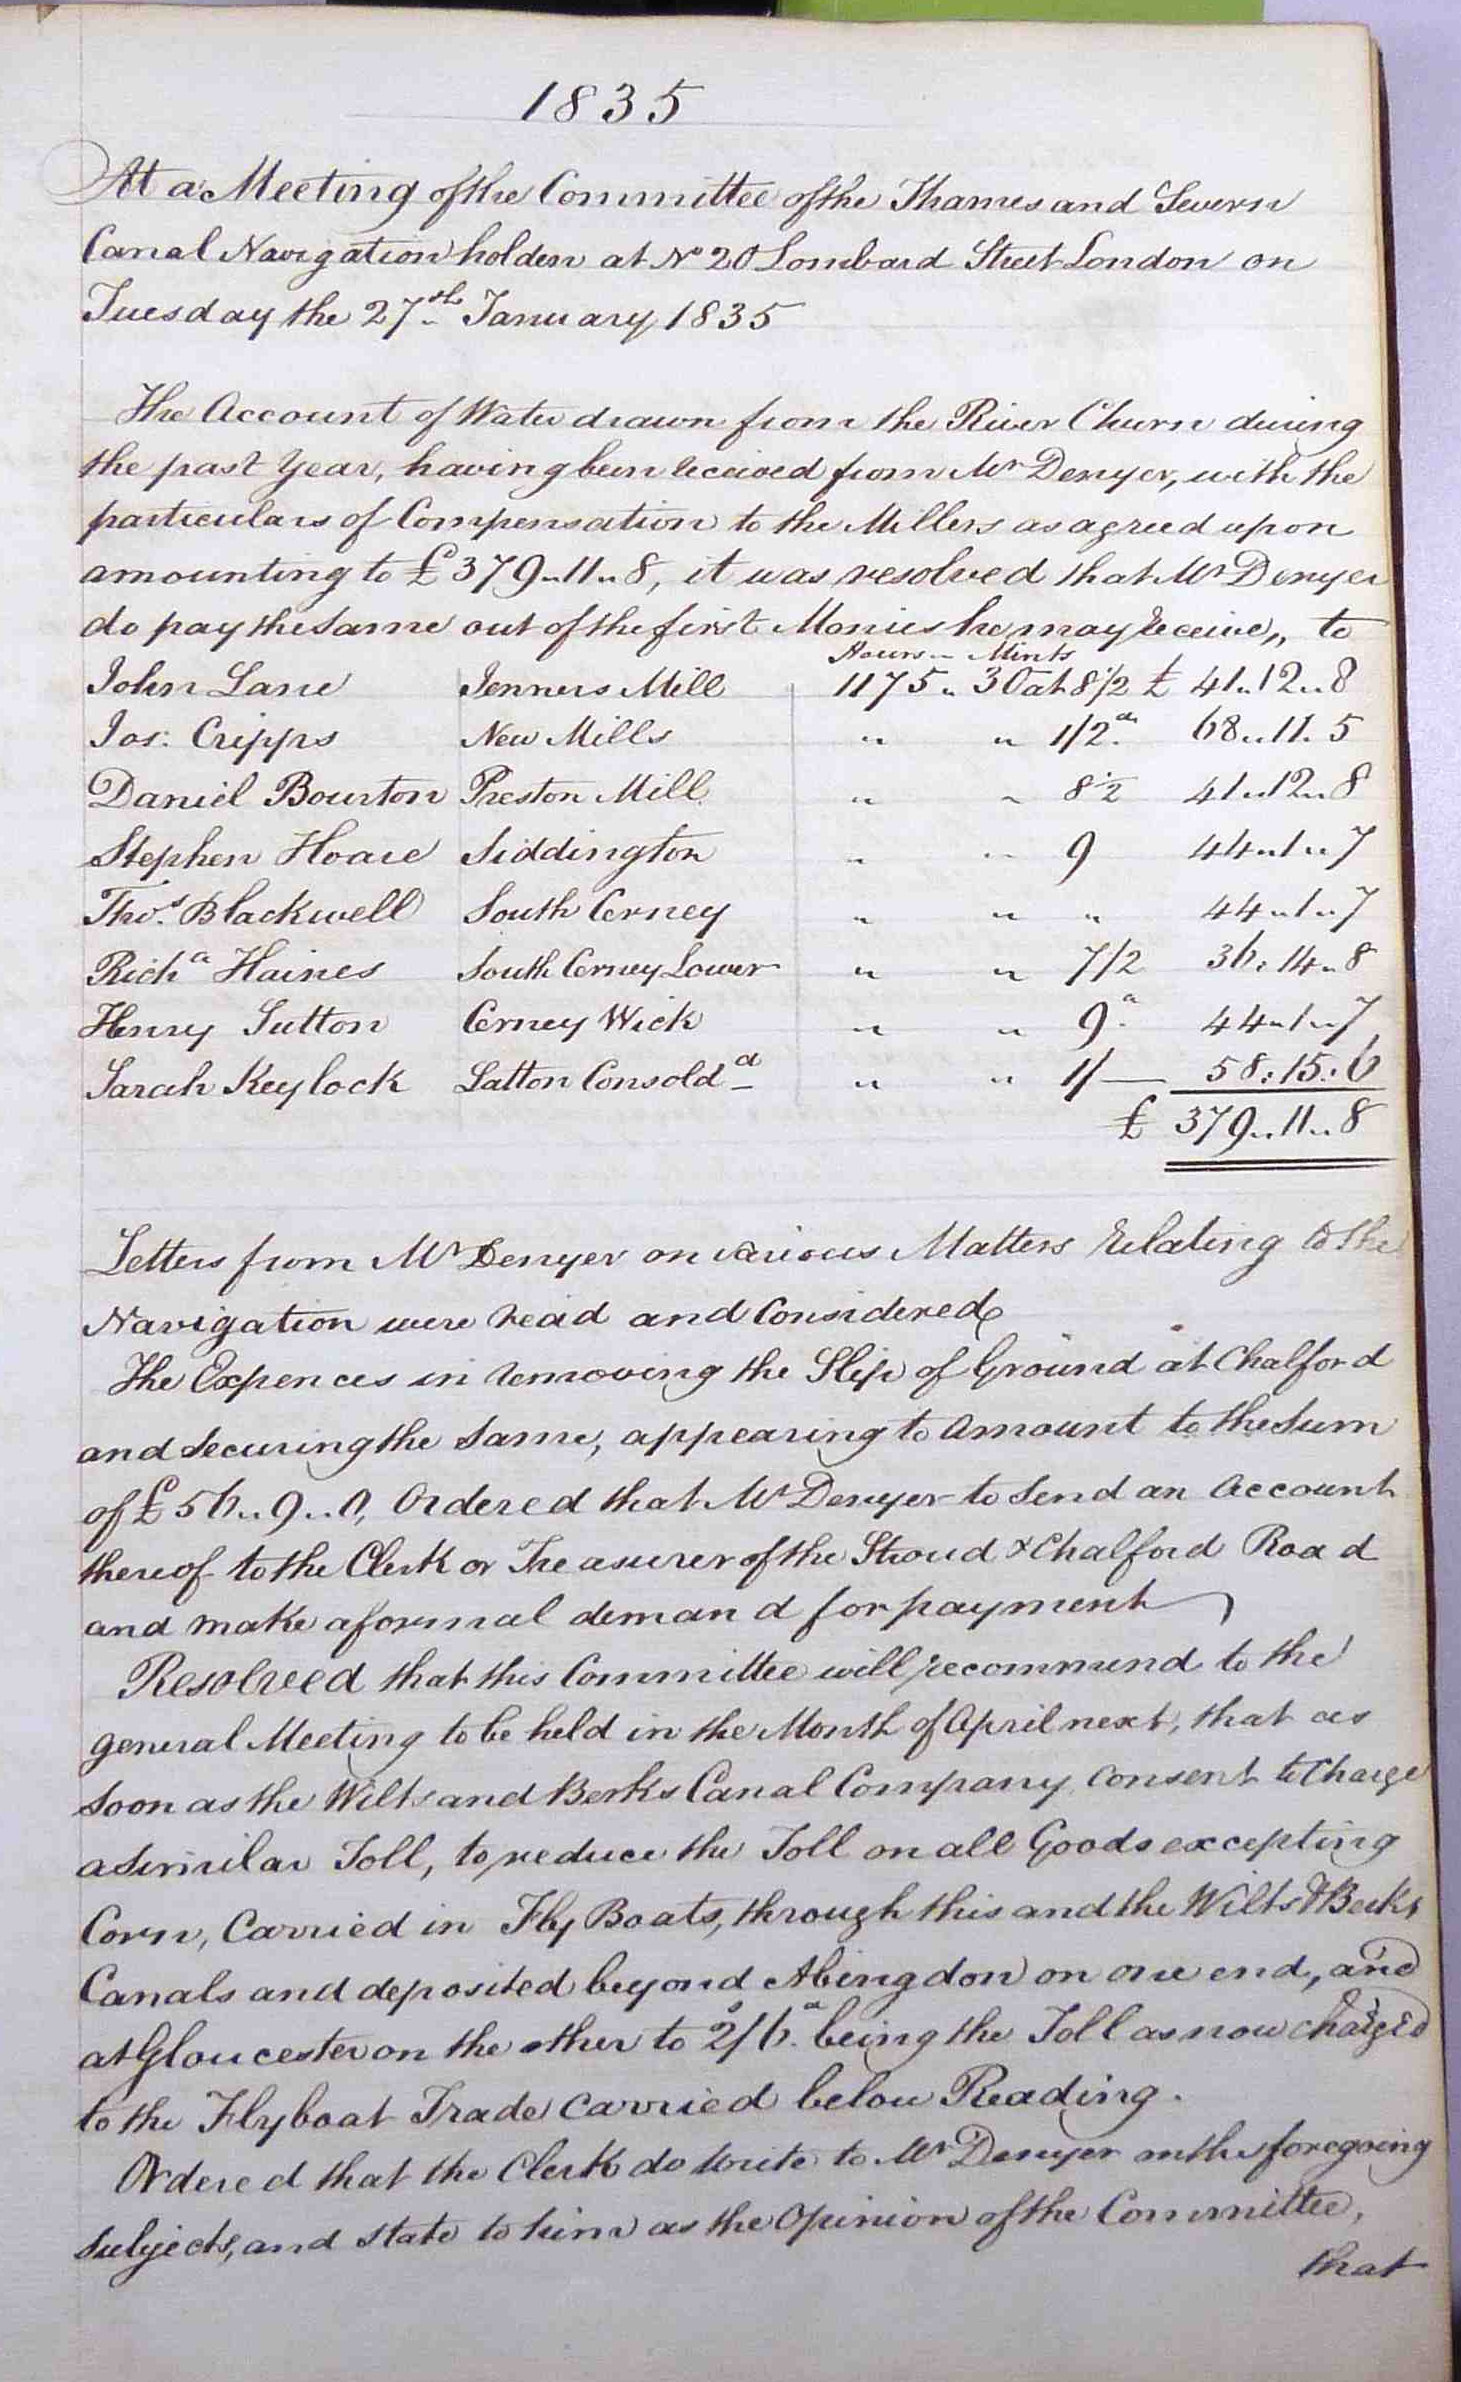 1835
At a Meeting of the Committee of the Thames and Severn
Canal Navigation holden at No 20 Lombard Street London on
Tuesday the 27th January 1835
The Account of Water drawn from the River Churn during
the past Year, having been received from Mr Denyer, with the
particulars of Compensation to the Millers as agreed upon
amounting to £379..11..8, it was resolved that Mr Denyer
do pay the same out of the first Monies he may receive,, to
Hours.. Mints
John Lane Jenners Mill 1175.. 30 at 8 1/2 £ 41..12..8
Jos: Cripps New Mills " " 1/2d 68..11..5
Daniel Bourton Preston Mill " " 8 1/2 41..12..8
Stephen Hoare Siddington " " 9 44..1..7
Thos. Blackwell South Cerney " " " 44..1..7
Richd Haines South Cerney Lower " " 7 1/2 36..14..8
Henry Sutton Cerney Wick " " 9d 44..1..7
Sarah Keylock Latton Consold " " 1/— 58:15:6
£ 379..11..8
Letters from Mr Denyer on various Matters relating to the
Navigation were read and Considered
The Expences in removing the Slip of Ground at Chalford
and securing the same, appearing to amount to the Sum
of £56..9..0, Ordered that Mr Denyer to send an Account
thereof to the Clerk or Treasurer of the Stroud & Chalford Road
and make a formal demand for payment
Resolved that this Committee will recommend to the
general Meeting to be held in the Month of April next, that as
soon as the Wilts and Berks Canal Company consent to Charge
a similar Toll, to reduce the Toll on all Goods excepting
Corn, Carried in Fly Boats, through this and the Wilts & Berks
Canals and deposited beyond Abingdon on one end, and
at Gloucester on the other to 2s/6d being the Toll as now charged
to the Flyboat Trade carried below Reading.
Ordered that the Clerk do write to Mr Denyer on the foregoing
subjects, and state to him as the Opinion of the Committee,
that